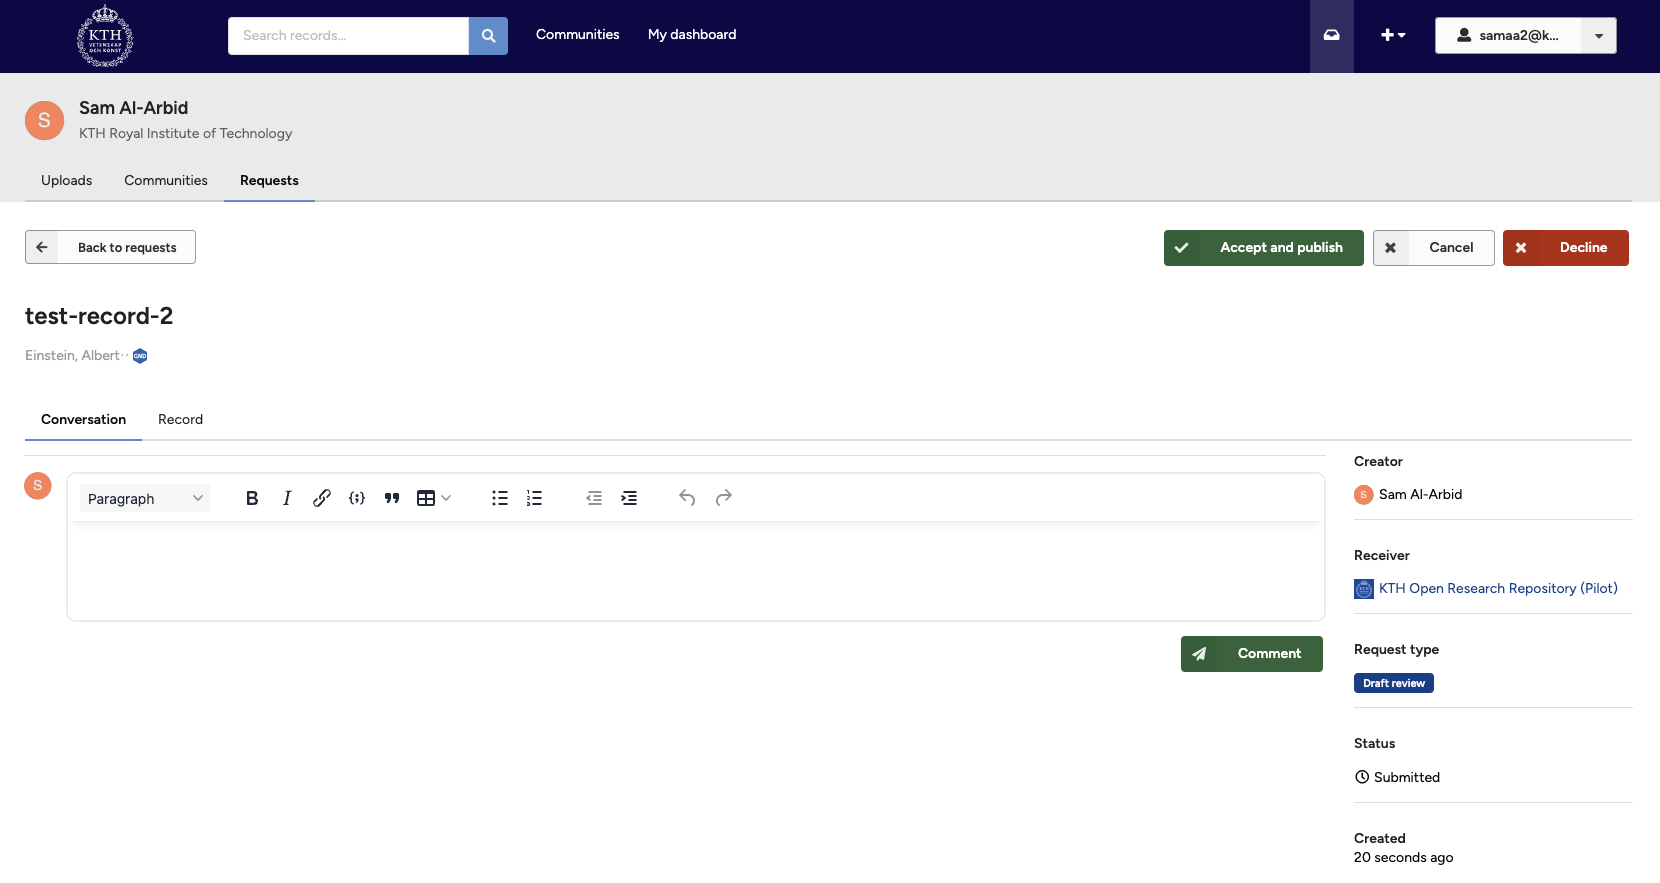 KTH
VETENSKAP
OCH KONST
Search records...
Communities
My dashboard
samaa2@k...
S
Sam Al-Arbid
KTH Royal Institute of Technology
Uploads
Communities
Requests
Back to requests
Accept and publish
Cancel
Decline
test-record-2
Einstein, Albert
GND
Conversation
Record
S
Paragraph
Comment
Creator
S Sam Al-Arbid
Receiver
KTH Open Research Repository (Pilot)
Request type
Draft review
Status
Submitted
Created
20 seconds ago